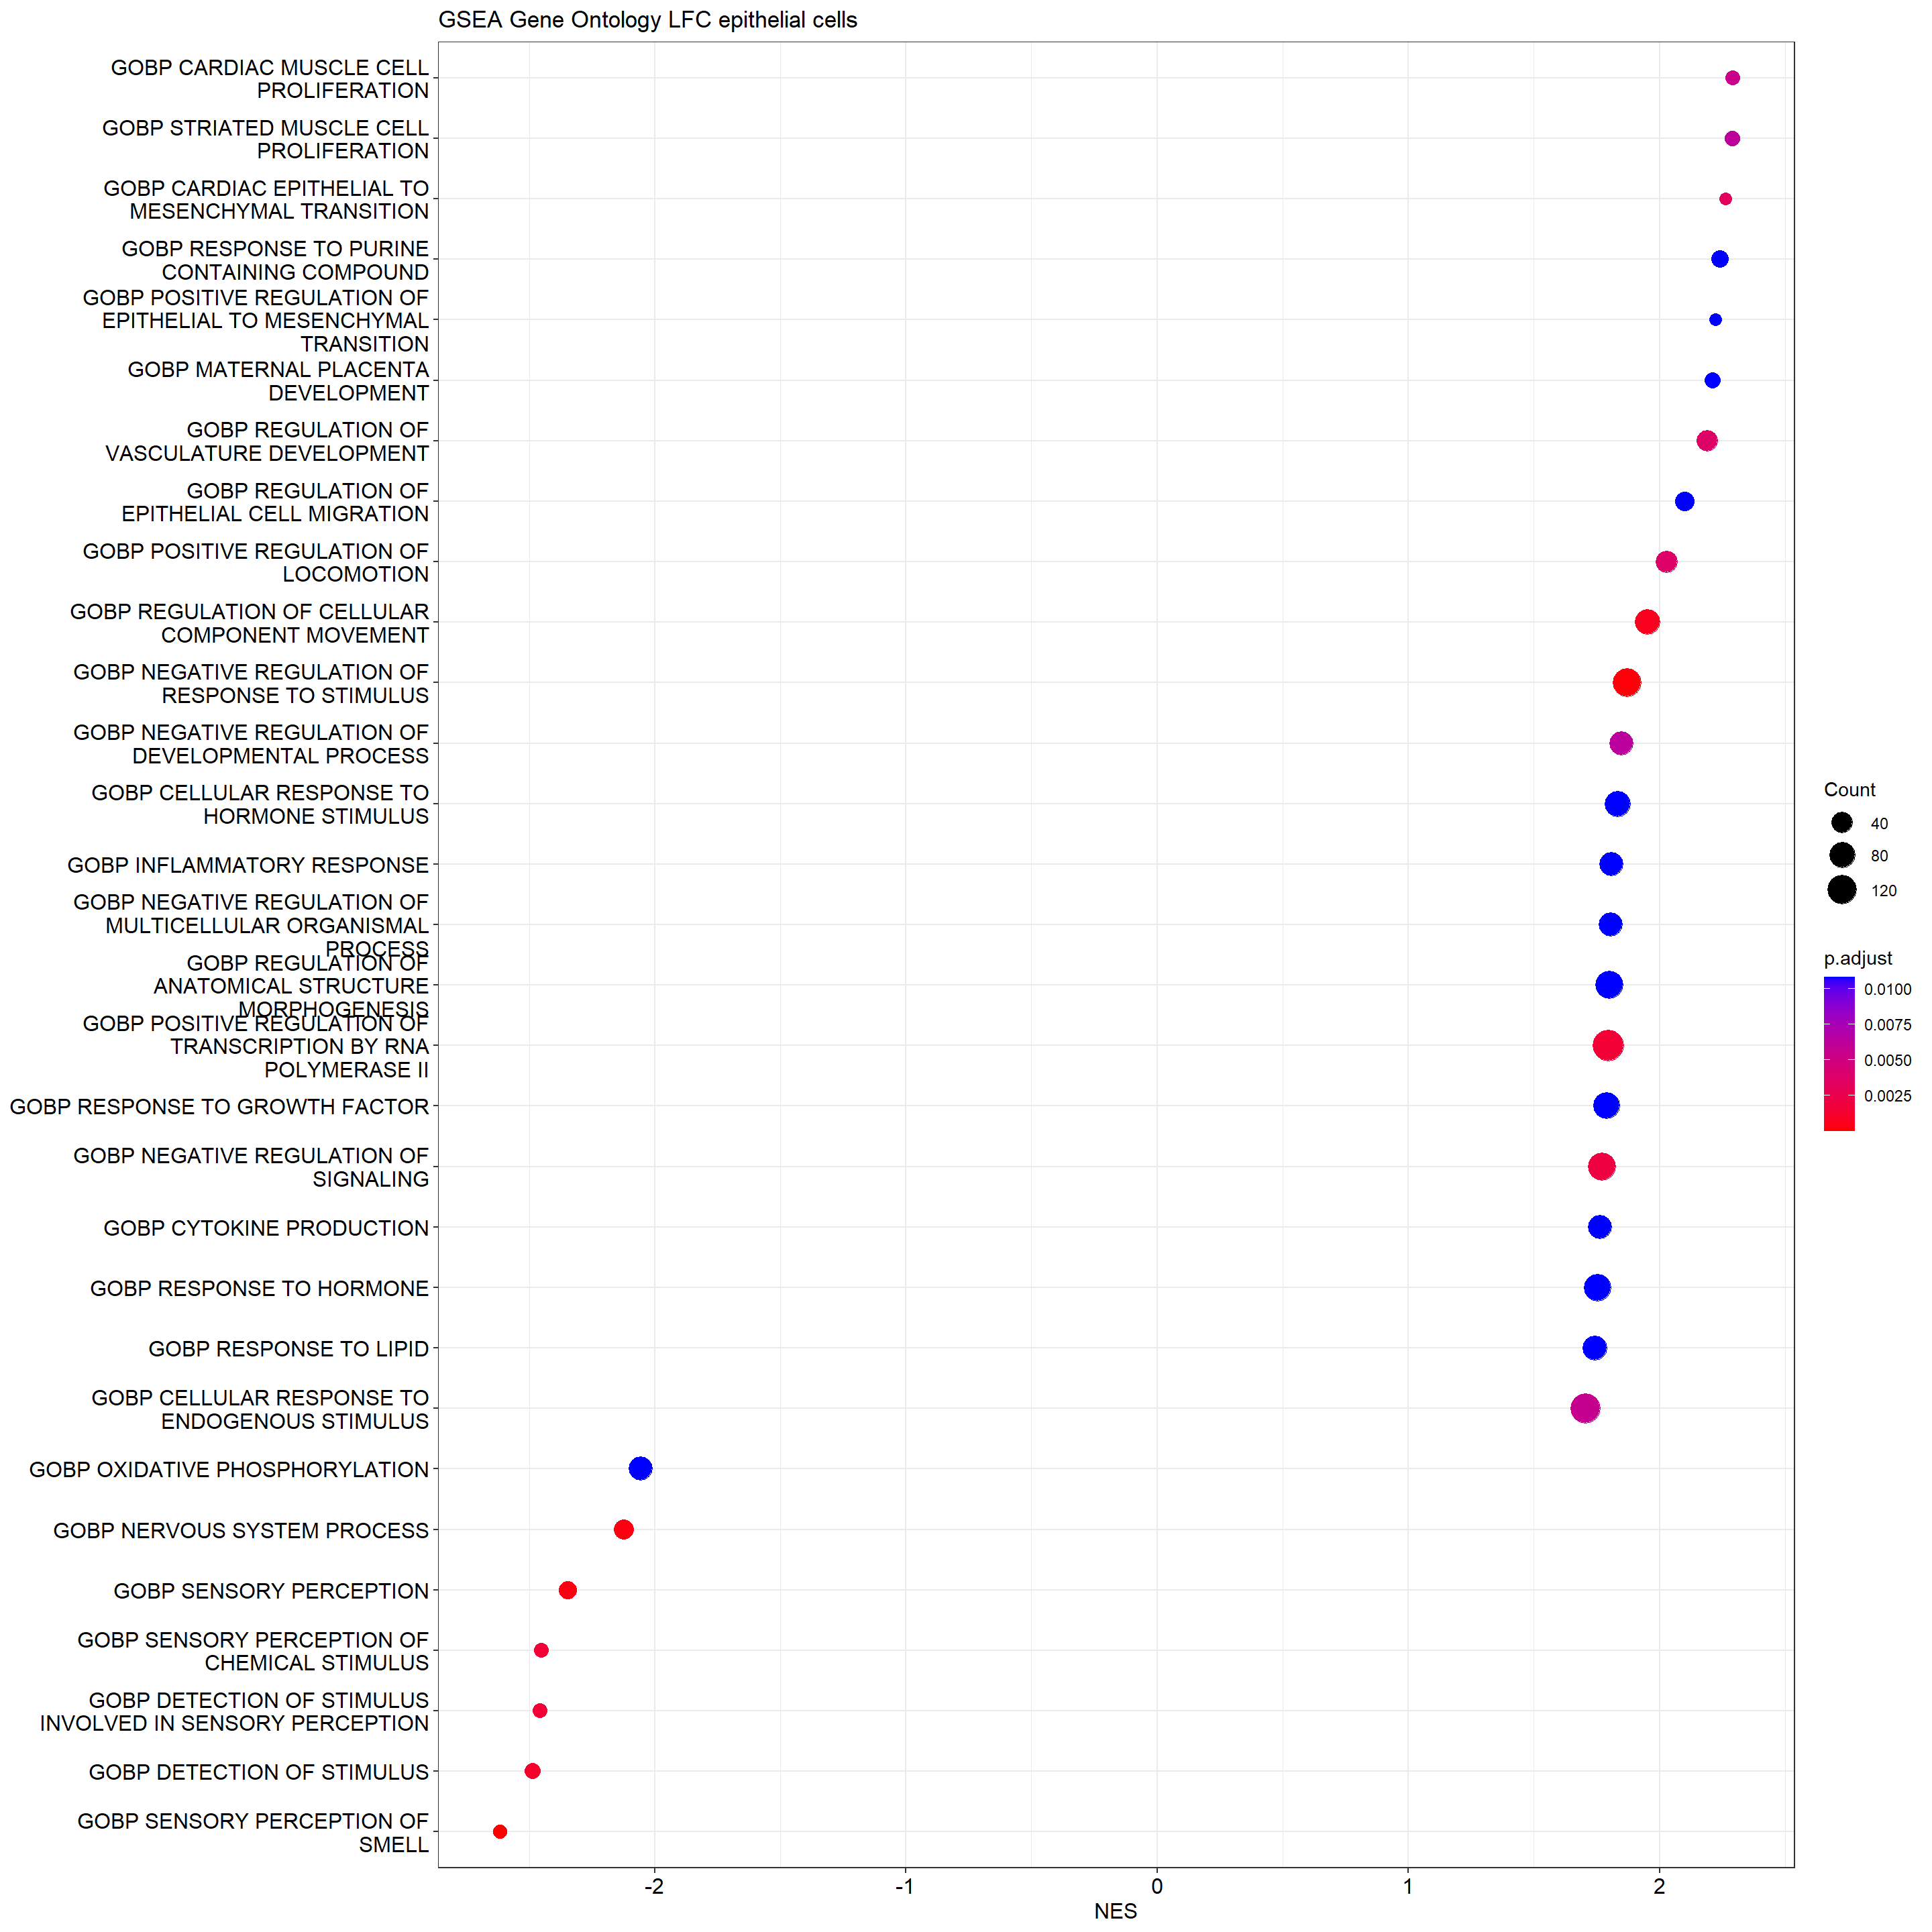 GSEA Gene Ontology LFC epithelial cells
GOBP CARDIAC MUSCLE CELL
PROLIFERATION
GOBP STRIATED MUSCLE CELL
PROLIFERATION
GOBP CARDIAC EPITHELIAL TO
MESENCHYMAL TRANSITION
GOBP RESPONSE TO PURINE
CONTAINING COMPOUND
GOBP POSITIVE REGULATION OF
EPITHELIAL TO MESENCHYMAL
TRANSITION
GOBP MATERNAL PLACENTA
DEVELOPMENT
GOBP REGULATION OF
VASCULATURE DEVELOPMENT
GOBP REGULATION OF
EPITHELIAL CELL MIGRATION
GOBP POSITIVE REGULATION OF
LOCOMOTION
GOBP REGULATION OF CELLULAR
COMPONENT MOVEMENT
GOBP NEGATIVE REGULATION OF
RESPONSE TO STIMULUS
GOBP NEGATIVE REGULATION OF
DEVELOPMENTAL PROCESS
GOBP CELLULAR RESPONSE TO
HORMONE STIMULUS
GOBP INFLAMMATORY RESPONSE
GOBP NEGATIVE REGULATION OF
MULTICELLULAR ORGANISMAL
PROCESS
GOBP REGULATION OF
ANATOMICAL STRUCTURE
MORPHOGENESIS
GOBP POSITIVE REGULATION OF
TRANSCRIPTION BY RNA
POLYMERASE II
GOBP RESPONSE TO GROWTH FACTOR
GOBP NEGATIVE REGULATION OF
SIGNALING
GOBP CYTOKINE PRODUCTION
GOBP RESPONSE TO HORMONE
GOBP RESPONSE TO LIPID
GOBP CELLULAR RESPONSE TO
ENDOGENOUS STIMULUS
GOBP OXIDATIVE PHOSPHORYLATION
GOBP NERVOUS SYSTEM PROCESS
GOBP SENSORY PERCEPTION
GOBP SENSORY PERCEPTION OF
CHEMICAL STIMULUS
GOBP DETECTION OF STIMULUS
INVOLVED IN SENSORY PERCEPTION
GOBP DETECTION OF STIMULUS
GOBP SENSORY PERCEPTION OF
SMELL
-2 -1 0 1 2
NES
Count
40
80
120
p.adjust
0.0100
0.0075
0.0050
0.0025